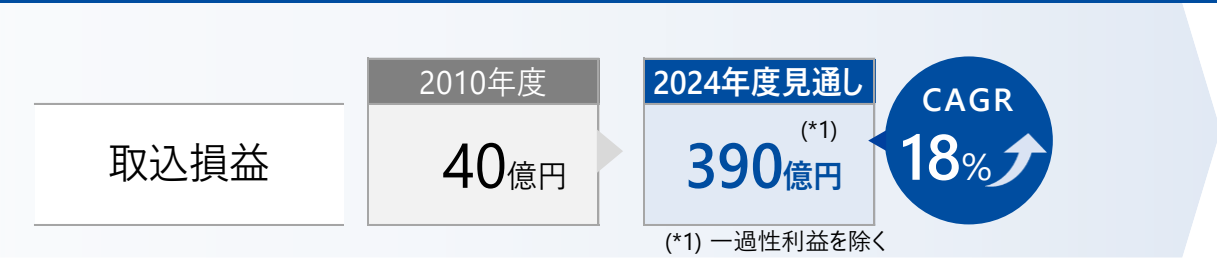 取込損益
2010年度
40億円
2024年度見通し
(*1)
390億円
CAGR
18%
(*1) 一過性利益を除く